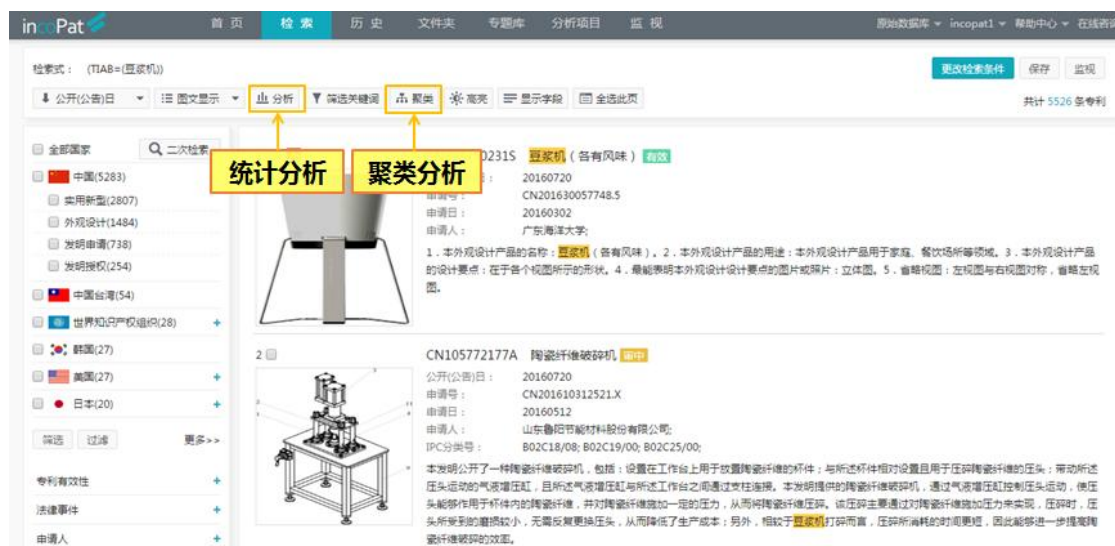 incoPat
首页 检索 历史 文件夹 专题库 分析项目 监视 原始数据库 incopat1 帮助中心 在线咨询
检索式： (TIAB=(豆浆机))
更改检索条件 保存 监视
公开(公告)日 图文显示 分析 筛选关键词 聚类 高亮 显示字段 全选此页
共计 5526 条专利
全部国家 二次检索
统计分析 聚类分析
中国(5283)
实用新型(2807)
外观设计(1484)
发明申请(738)
发明授权(254)
中国台湾(54)
世界知识产权组织(28) +
韩国(27)
美国(27) +
日本(20) +
筛选 过滤 更多>>
专利有效性 +
法律事件 +
申请人 +
0231S 豆浆机 ( 各有风味 ) 有效
日： 20160720
申请号： CN201630057748.5
申请日： 20160302
申请人： 广东海洋大学;
1．本外观设计产品的名称：豆浆机（各有风味）。2．本外观设计产品的用途：本外观设计产品用于家庭、餐饮场所等领域。3．本外观设计产品
的设计要点：在于各个视图所示的形状。4．最能表明本外观设计设计要点的图片或照片：立体图。5．省略视图：左视图与右视图对称，省略左视
图。
2
CN105772177A 陶瓷纤维破碎机 审中
公开(公告)日： 20160720
申请号： CN201610312521.X
申请日： 20160512
申请人： 山东鲁阳节能材料股份有限公司;
IPC分类号： B02C18/08; B02C19/00; B02C25/00;
本发明公开了一种陶瓷纤维破碎机，包括：设置在工作台上用于放置陶瓷纤维的杯件；与所述杯件相对设置且用于压碎陶瓷纤维的压头；带动所述
压头运动的气液增压缸，且所述气液增压缸与所述工作台之间通过支柱连接。本发明提供的陶瓷纤维破碎机，通过气液增压缸控制压头运动，使压
头能够作用于杯件内的陶瓷纤维，并对陶瓷纤维施加一定的压力，从而将陶瓷纤维压碎。该压碎主要通过对陶瓷纤维施加压力来实现，压碎时，压
头所受到的磨损较小，无需反复更换压头，从而降低了生产成本；另外，相较于豆浆机打碎而言，压碎所消耗的时间更短，因此能够进一步提高陶
瓷纤维破碎的效率。